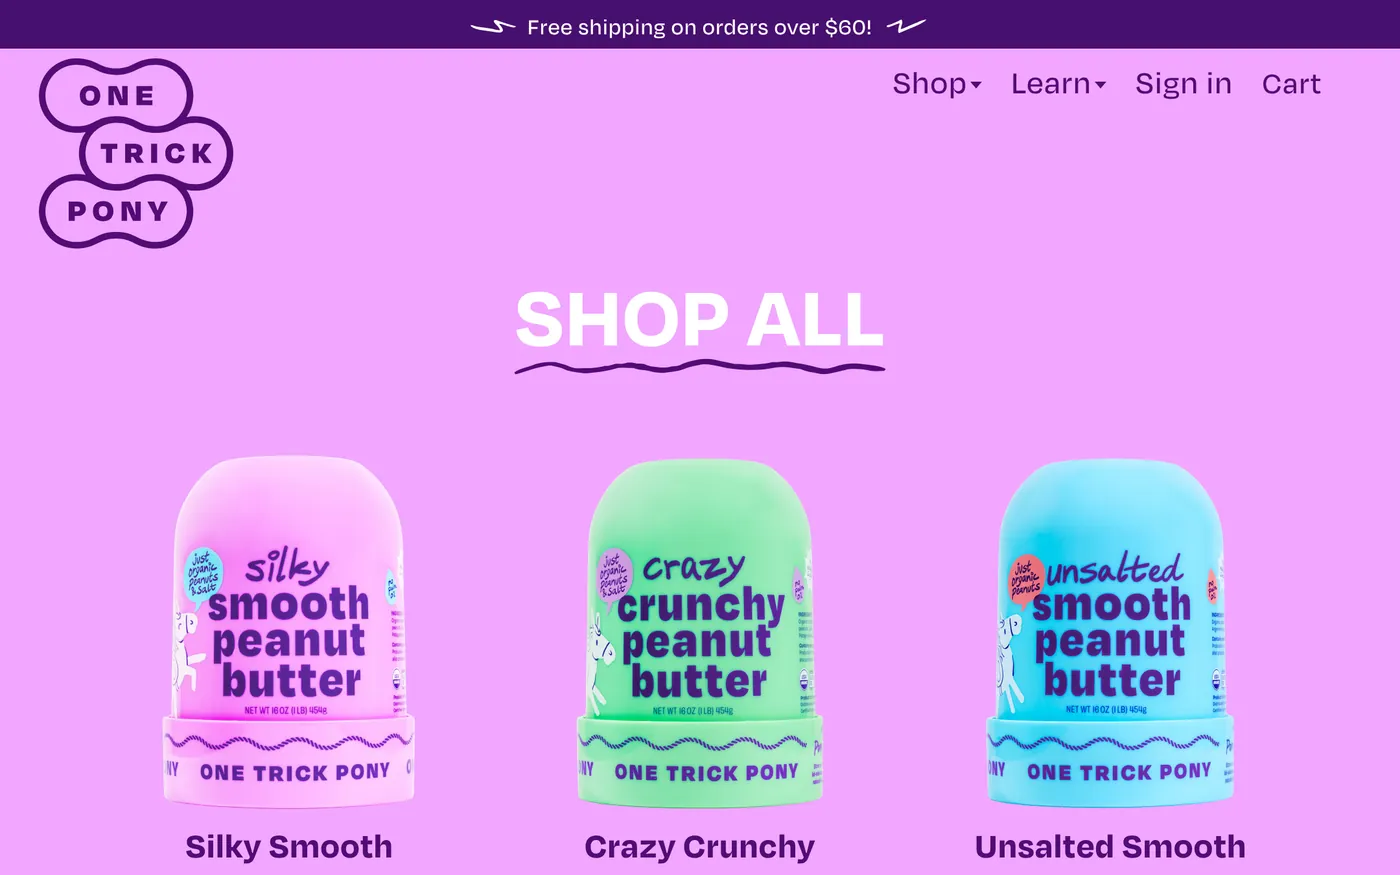 Free shipping on orders over $60!
ONE
TRICK
PONY
Shop
Learn
Sign in
Cart
SHOP ALL
just
organic
Peanuts
& Salt
silky
smooth
peanut
butter
NET WT 16 OZ (1 LB) 454g
NY ONE TRICK PONY
just
organic
Peanuts
& Salt
crazy
crunchy
peanut
butter
NET WT 16 OZ (1 LB) 454g
NY ONE TRICK PONY
just
organic
Peanuts
unsalted
smooth
peanut
butter
NET WT 16 OZ (1 LB) 454g
ONY ONE TRICK PONY
Silky Smooth
Crazy Crunchy
Unsalted Smooth